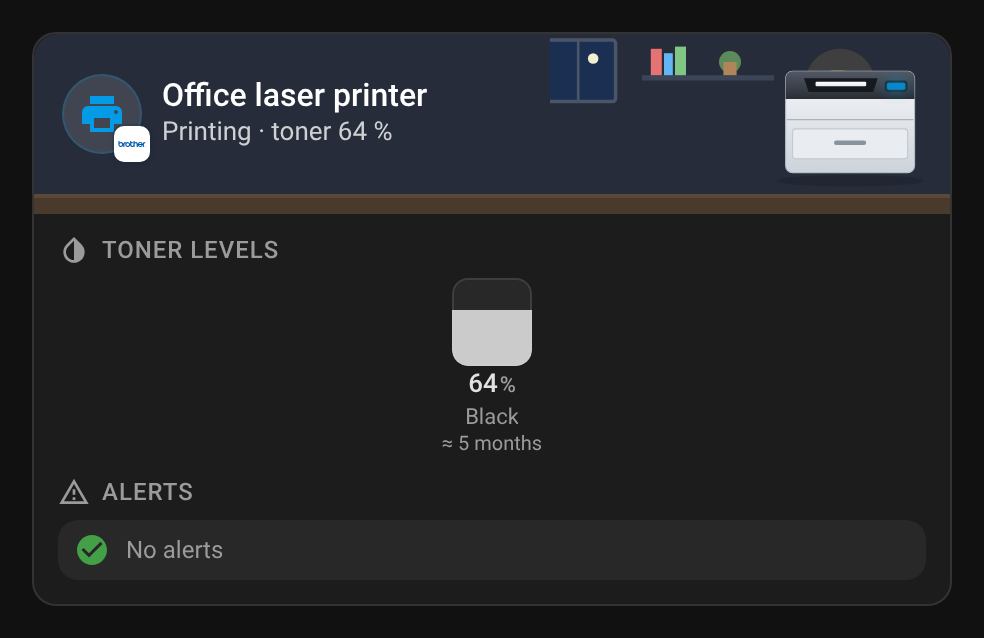 Office laser printer
Printing · toner 64 %
brother
TONER LEVELS
64%
Black
≈ 5 months
ALERTS
No alerts